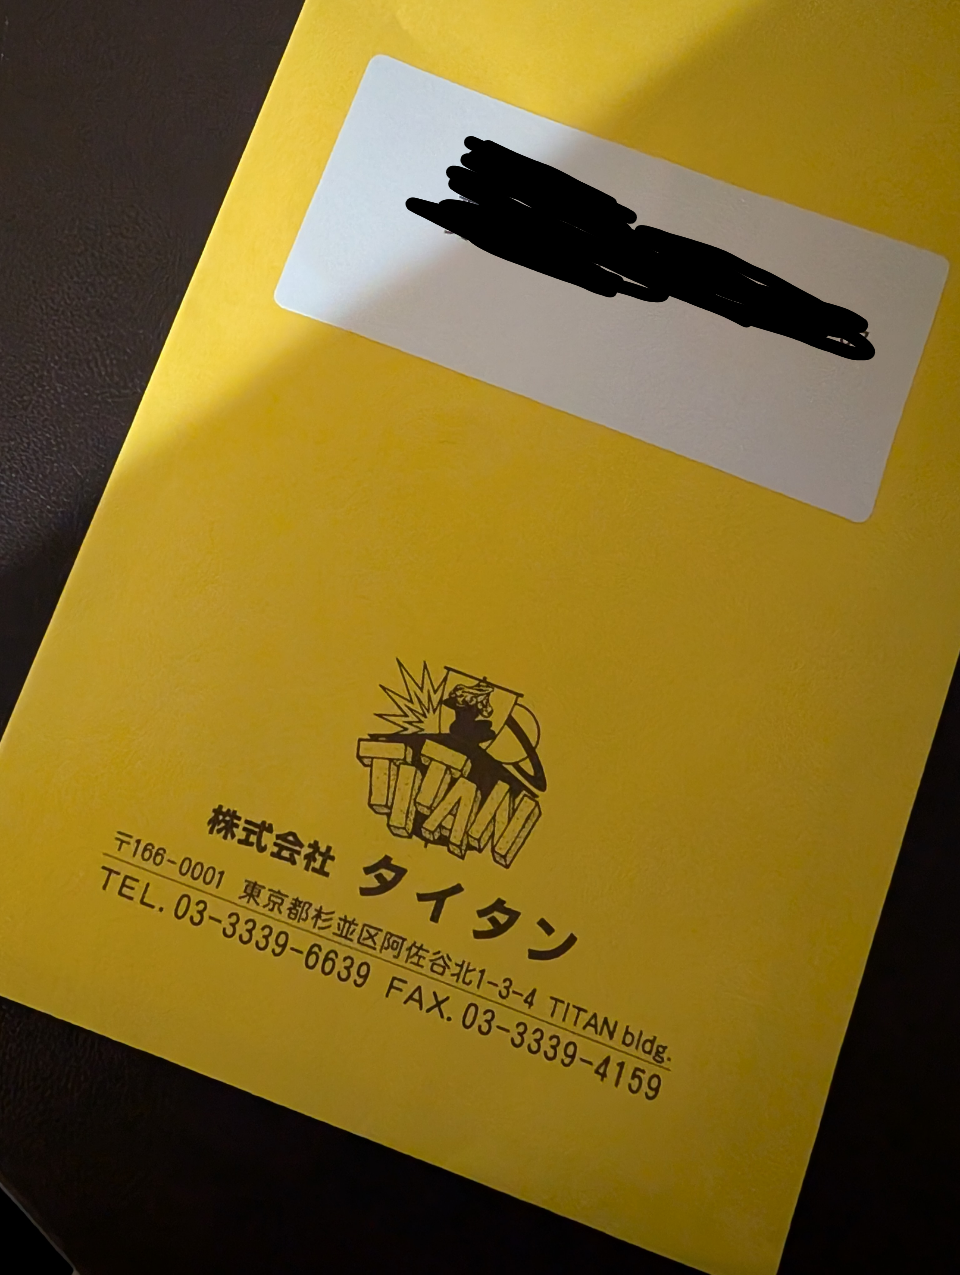 TITAN
株式会社 タイタン
〒166-0001 東京都杉並区阿佐谷北1-3-4 TITAN bldg.
TEL. 03-3339-6639 FAX. 03-3339-4159